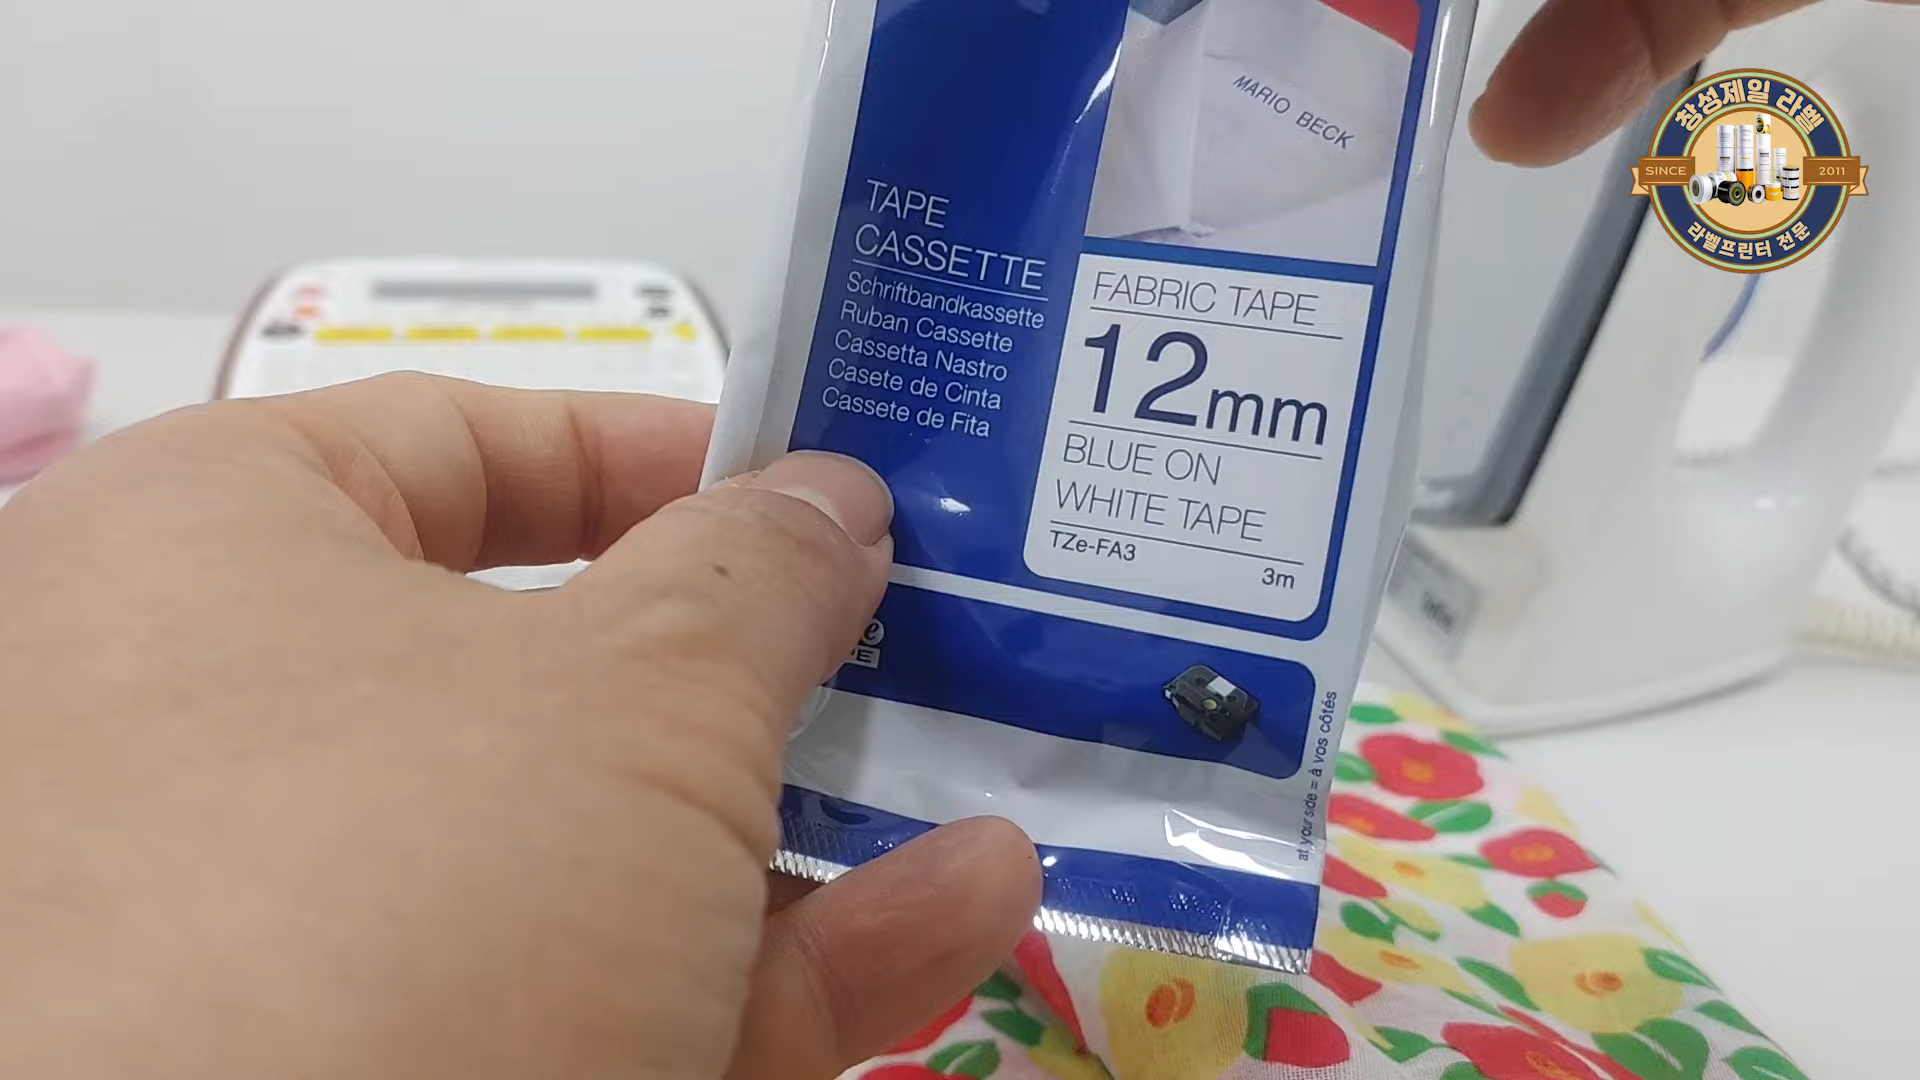 MARIO BECK
TAPE
CASSETTE
Schriftbandkassette
Ruban Cassette
Cassetta Nastro
Casete de Cinta
Cassete de Fita
FABRIC TAPE
12mm
BLUE ON
WHITE TAPE
TZe-FA3
3m
at your side = à vos côtés
창성제일 라벨
SINCE
2011
라벨프린터 전문